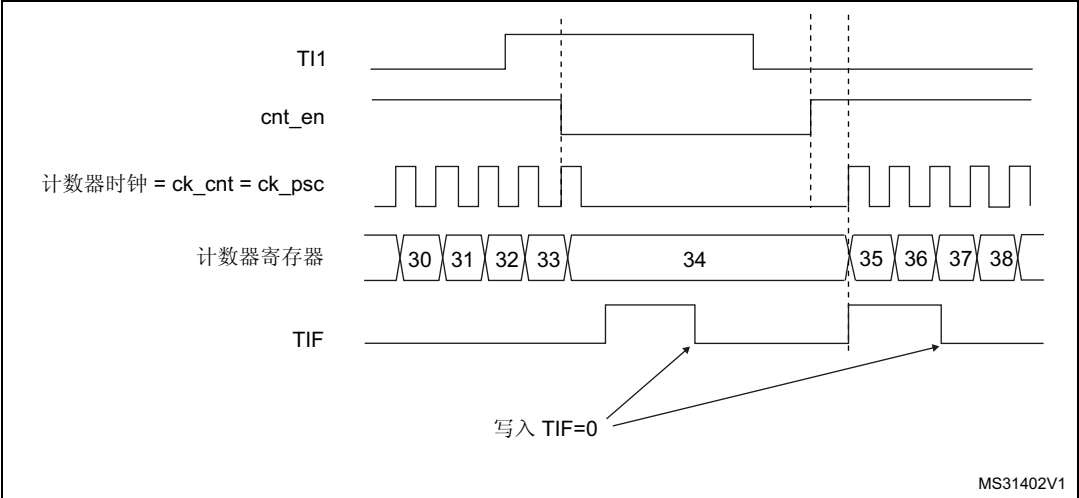 TI1
cnt_en
计数器时钟 = ck_cnt = ck_psc
计数器寄存器
30 31 32 33 34 35 36 37 38
TIF
写入 TIF=0
MS31402V1